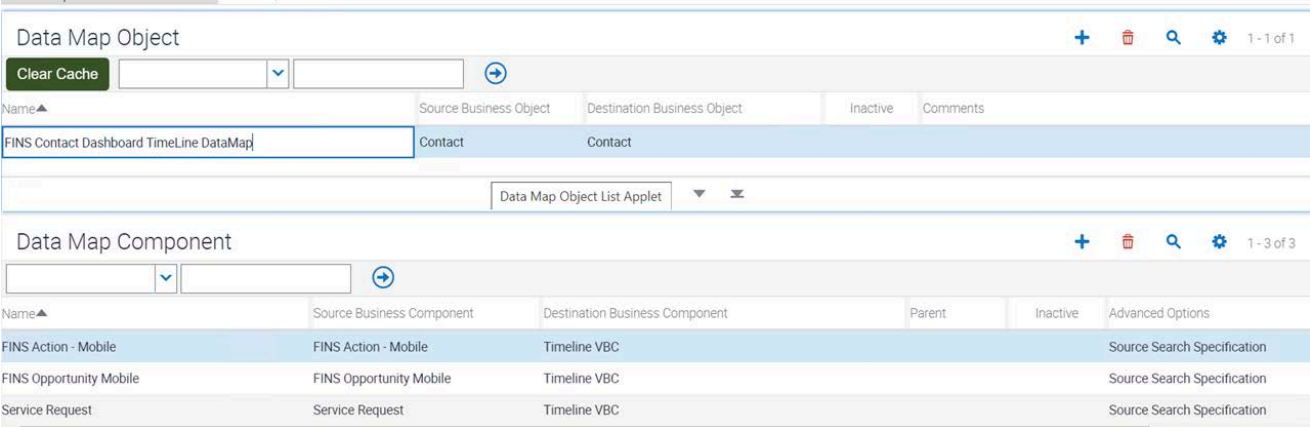 Data Map Object
1 - 1 of 1
Clear Cache
Name Source Business Object Destination Business Object Inactive Comments
FINS Contact Dashboard TimeLine DataMap Contact Contact
Data Map Object List Applet
Data Map Component
1 - 3 of 3
Name Source Business Component Destination Business Component Parent Inactive Advanced Options
FINS Action - Mobile FINS Action - Mobile Timeline VBC Source Search Specification
FINS Opportunity Mobile FINS Opportunity Mobile Timeline VBC Source Search Specification
Service Request Service Request Timeline VBC Source Search Specification